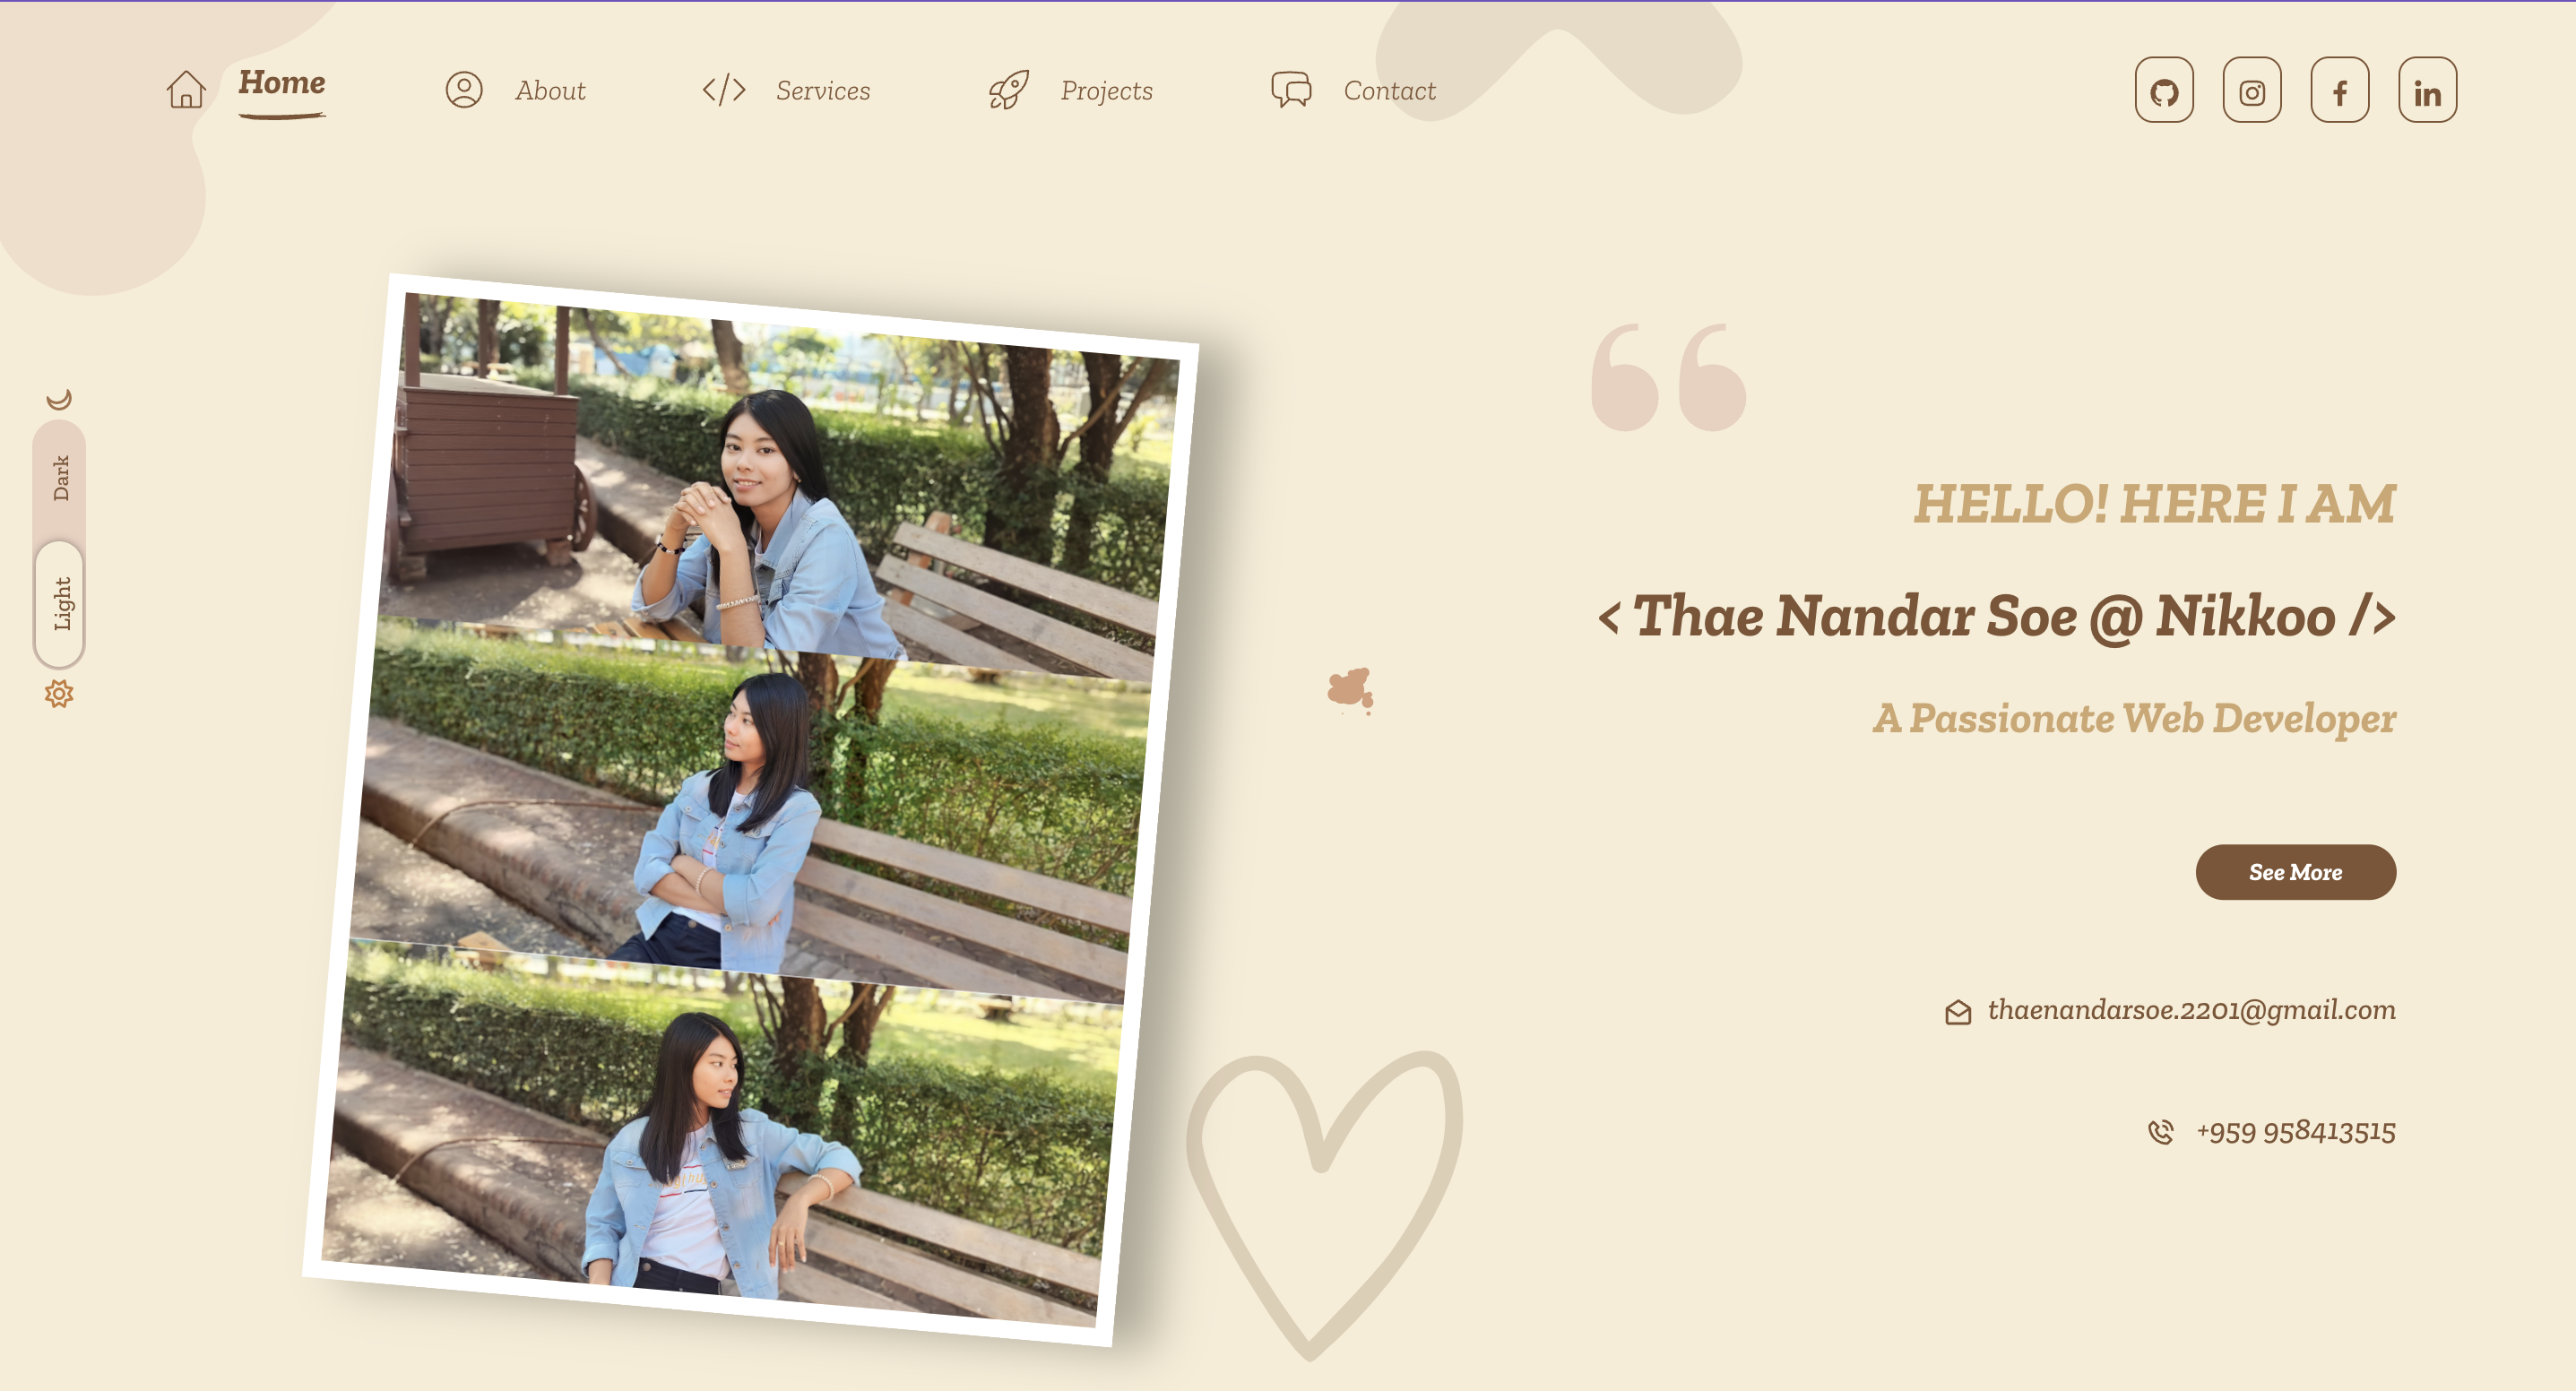 Home
About
Services
Projects
Contact
Dark
Light
HELLO! HERE I AM
< Thae Nandar Soe @ Nikkoo />
A Passionate Web Developer
See More
thaenandarsoe.2201@gmail.com
+959 958413515